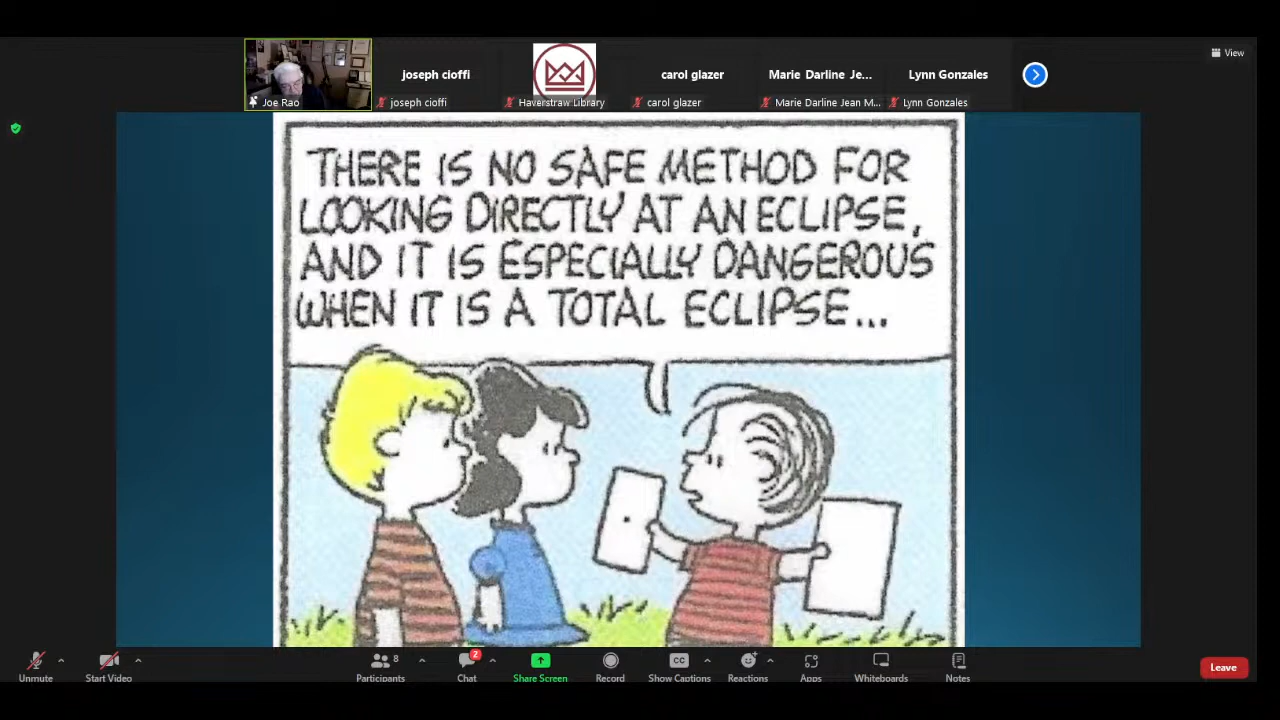 joseph cioffi
carol glazer
Marie Darline Je...
Lynn Gonzales
View
Joe Rao
joseph cioffi
Haverstraw Library
carol glazer
Marie Darline Jean M...
Lynn Gonzales
THERE IS NO SAFE METHOD FOR
LOOKING DIRECTLY AT AN ECLIPSE,
AND IT IS ESPECIALLY DANGEROUS
WHEN IT IS A TOTAL ECLIPSE...
Unmute
Start Video
Participants
8
Chat
2
Share Screen
Record
CC
Show Captions
Reactions
Apps
Whiteboards
Notes
Leave